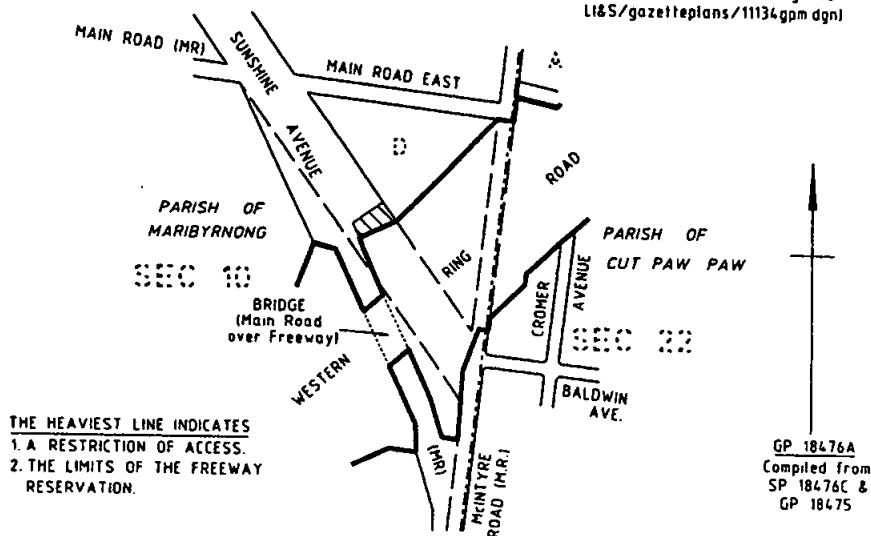 LI&S/gazetteplans/11134gpm dgn)
MAIN ROAD (MR)
SUNSHINE
AVENUE
MAIN ROAD EAST
A
D
ROAD
PARISH OF
MARIBYRNONG
SEC 10
RING
PARISH OF
CUT PAW PAW
CROMER
AVENUE
SEC 22
BRIDGE
(Main Road
over Freeway)
WESTERN
BALDWIN
AVE.
THE HEAVIEST LINE INDICATES
1. A RESTRICTION OF ACCESS.
2. THE LIMITS OF THE FREEWAY
RESERVATION.
(MR)
McINTYRE
ROAD (M.R.)
GP 18476A
Compiled from
SP 18476C &
GP 18475